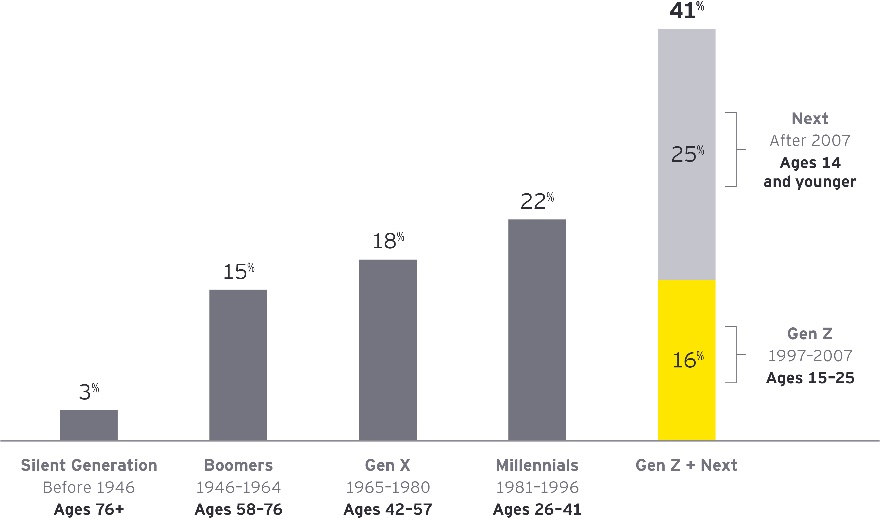 41%
Next
After 2007
Ages 14
and younger
25%
22%
18%
15%
Gen Z
1997–2007
Ages 15–25
16%
3%
Silent Generation
Before 1946
Ages 76+
Boomers
1946–1964
Ages 58–76
Gen X
1965–1980
Ages 42–57
Millennials
1981–1996
Ages 26–41
Gen Z + Next